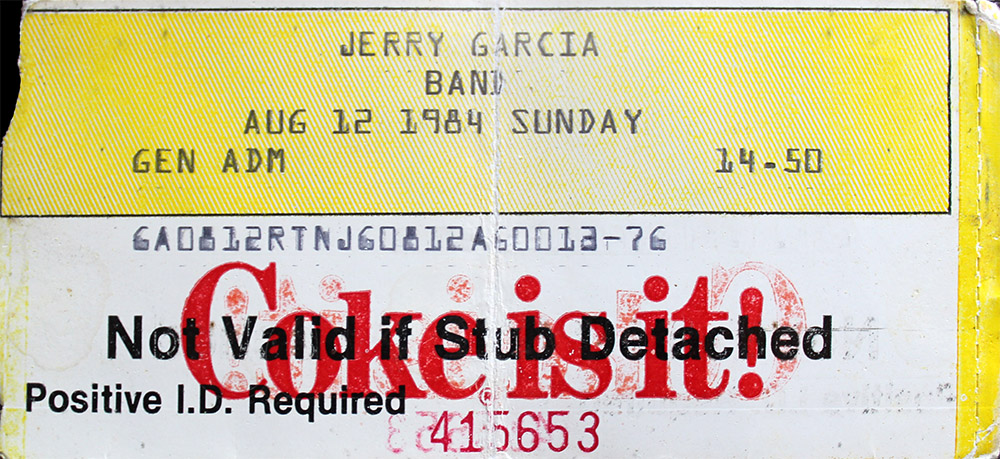 JERRY GARCIA
BAND
AUG 12 1984 SUNDAY
GEN ADM 14.50
6A0812RTNJ60812A60013-76
Coke is it!
Not Valid if Stub Detached
Positive I.D. Required
®
415653